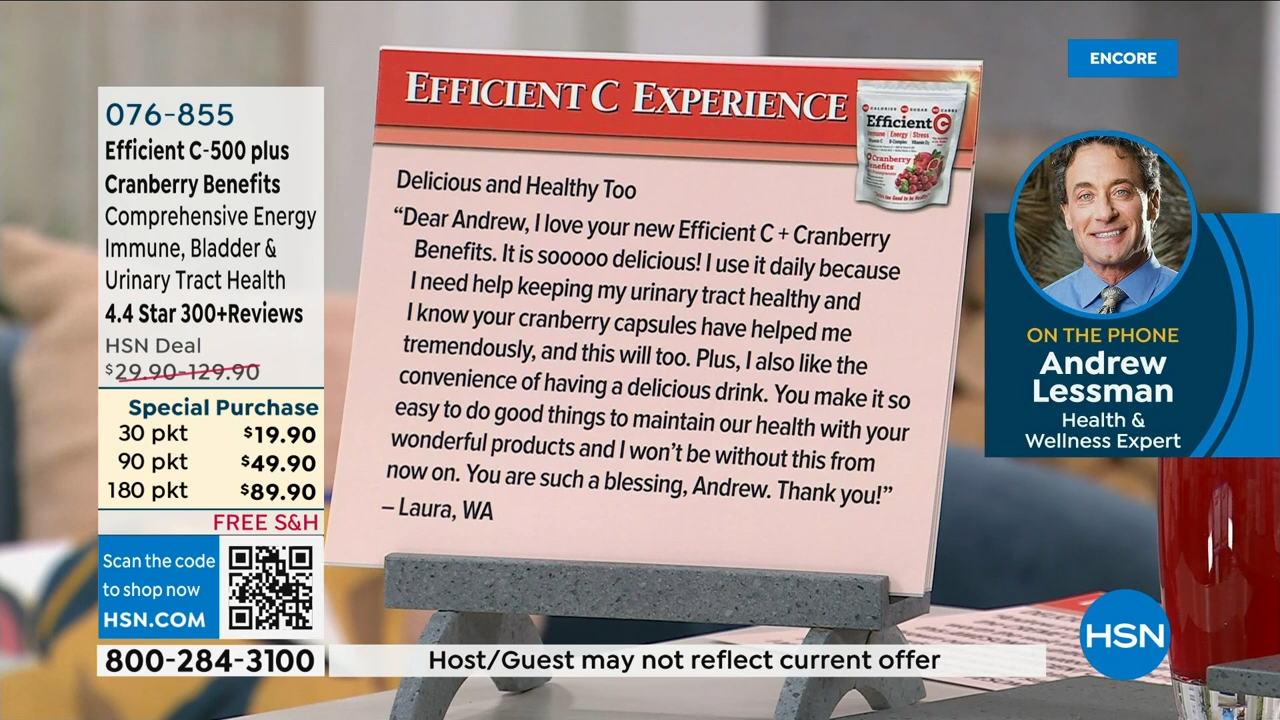 ENCORE
076-855
Efficient C-500 plus
Cranberry Benefits
Comprehensive Energy
Immune, Bladder &
Urinary Tract Health
4.4 Star 300+Reviews
HSN Deal
$29.90-129.90
Special Purchase
30 pkt $19.90
90 pkt $49.90
180 pkt $89.90
FREE S&H
Scan the code
to shop now
HSN.COM
800-284-3100
Host/Guest may not reflect current offer
EFFICIENT C EXPERIENCE
Efficient C
Immune | Energy | Stress
Vitamin C B-Complex Vitamin D3
Cranberry
Benefits
Delicious and Healthy Too
“Dear Andrew, I love your new Efficient C + Cranberry
Benefits. It is sooooo delicious! I use it daily because
I need help keeping my urinary tract healthy and
I know your cranberry capsules have helped me
tremendously, and this will too. Plus, I also like the
convenience of having a delicious drink. You make it so
easy to do good things to maintain our health with your
wonderful products and I won’t be without this from
now on. You are such a blessing, Andrew. Thank you!”
– Laura, WA
ON THE PHONE
Andrew
Lessman
Health &
Wellness Expert
HSN